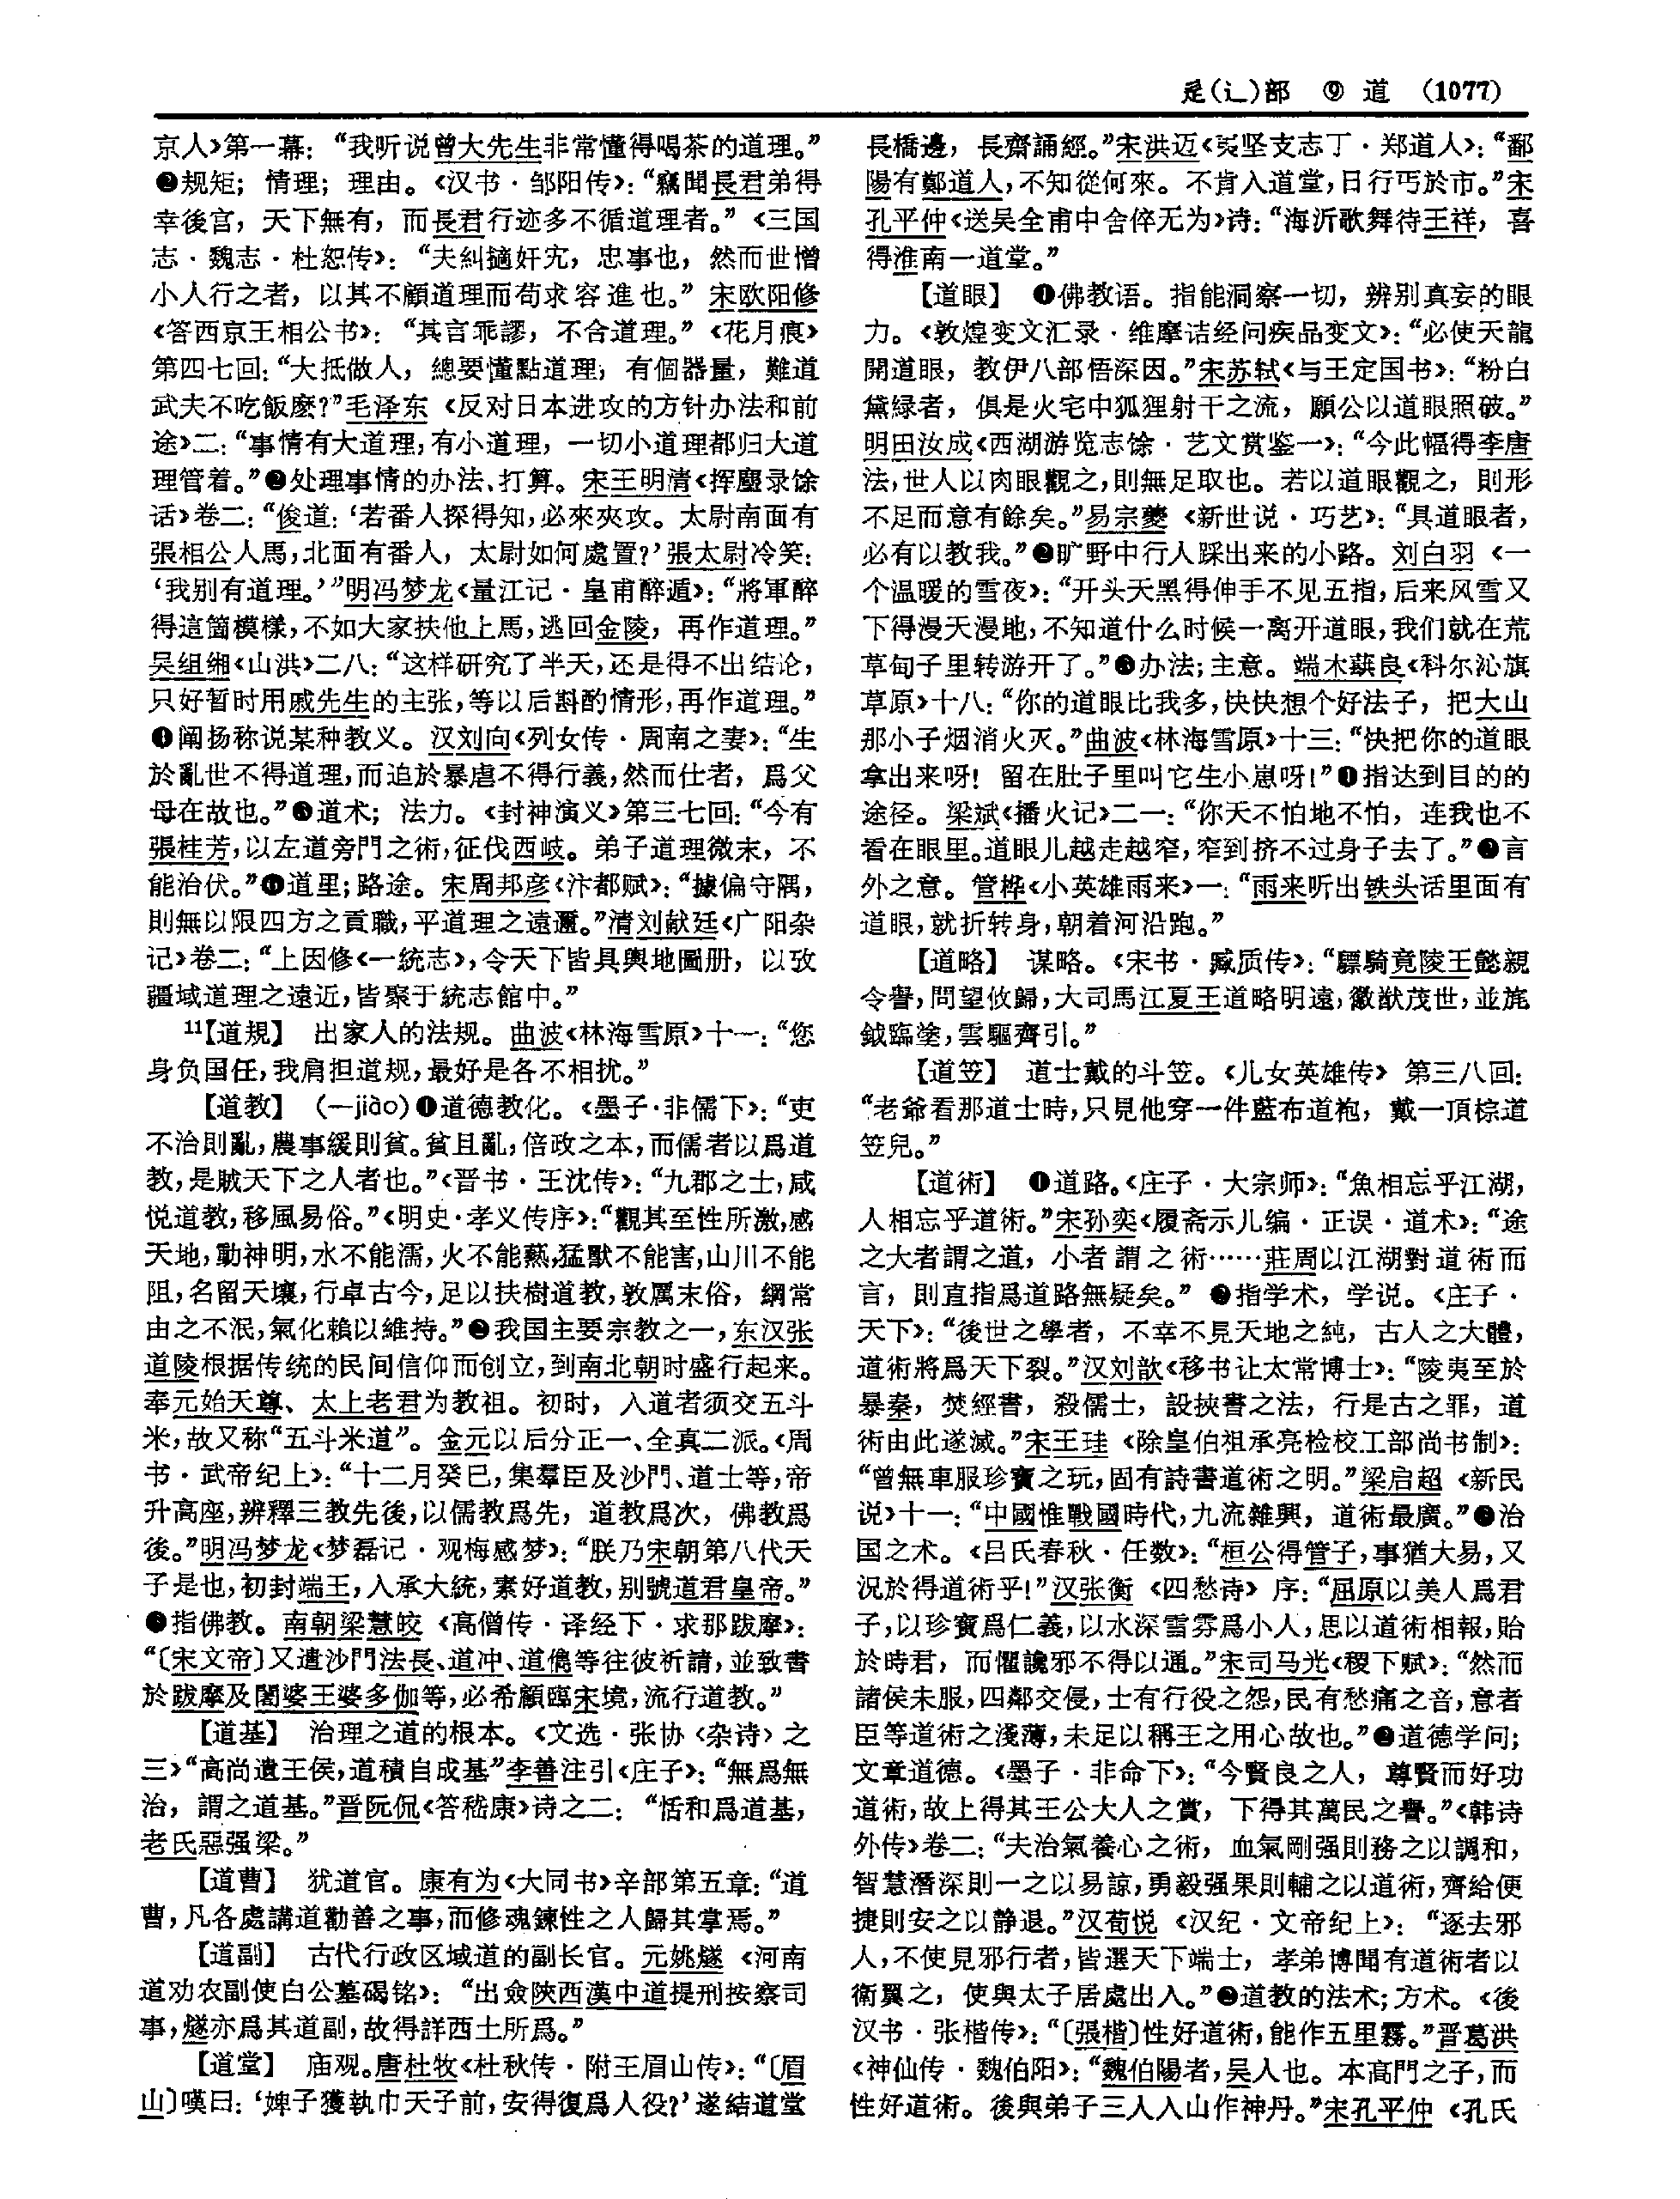 辵(辶)部 ⑨ 道 (1077)
京人》第一幕：“我听说曾大先生非常懂得喝茶的道理。”
❷规矩；情理；理由。《汉书·邹阳传》：“竊聞長君弟得
幸後宫，天下無有，而長君行迹多不循道理者。”《三国
志·魏志·杜恕传》：“夫糾擿奸宄，忠事也，然而世憎
小人行之者，以其不顧道理而苟求容進也。”宋欧阳修
《答西京王相公书》：“其言乖謬，不合道理。”《花月痕》
第四七回：“大抵做人，總要懂點道理，有個器量，難道
武夫不吃飯麽？”毛泽东《反对日本进攻的方针办法和前
途》二：“事情有大道理，有小道理，一切小道理都归大道
理管着。”❸处理事情的办法、打算。宋王明清《挥麈录馀
话》卷二：“俊道：‘若番人探得知，必來夾攻。太尉南面有
張相公人馬，北面有番人，太尉如何處置？’張太尉冷笑：
‘我别有道理。’”明冯梦龙《量江记·皇甫醉遁》：“將軍醉
得這箇模樣，不如大家扶他上馬，逃回金陵，再作道理。”
吴组缃《山洪》二八：“这样研究了半天，还是得不出结论，
只好暂时用戚先生的主张，等以后斟酌情形，再作道理。”
❹阐扬称说某种教义。汉刘向《列女传·周南之妻》：“生
於亂世不得道理，而迫於暴虐不得行義，然而仕者，爲父
母在故也。”❺道术；法力。《封神演义》第三七回：“今有
張桂芳，以左道旁門之術，征伐西岐。弟子道理微末，不
能治伏。”❻道里；路途。宋周邦彦《汴都赋》：“據偏守隅，
則無以限四方之貢職，平道理之遠邇。”清刘献廷《广阳杂
记》卷二：“上因修《一統志》，令天下皆具輿地圖册，以攷
疆域道理之遠近，皆聚于統志館中。”
11【道規】 出家人的法规。曲波《林海雪原》十一：“您
身负国任，我肩担道规，最好是各不相扰。”
【道教】 (—jiào)❶道德教化。《墨子·非儒下》：“吏
不治則亂，農事緩則貧。貧且亂，倍政之本，而儒者以爲道
教，是賊天下之人者也。”《晋书·王沈传》：“九郡之士，咸
悦道教，移風易俗。”《明史·孝义传序》：“觀其至性所激，感
天地，動神明，水不能濡，火不能爇，猛獸不能害，山川不能
阻，名留天壤，行卓古今，足以扶樹道教，敦厲末俗，綱常
由之不泯，氣化賴以維持。”❷我国主要宗教之一，东汉张
道陵根据传统的民间信仰而创立，到南北朝时盛行起来。
奉元始天尊、太上老君为教祖。初时，入道者须交五斗
米，故又称“五斗米道”。金元以后分正一、全真二派。《周
书·武帝纪上》：“十二月癸巳，集羣臣及沙門、道士等，帝
升高座，辨釋三教先後，以儒教爲先，道教爲次，佛教爲
後。”明冯梦龙《梦磊记·观梅感梦》：“朕乃宋朝第八代天
子是也，初封端王，入承大統，素好道教，别號道君皇帝。”
❸指佛教。南朝梁慧皎《高僧传·译经下·求那跋摩》：
“〔宋文帝〕又遣沙門法長、道冲、道儁等往彼祈請，並致書
於跋摩及闍婆王婆多伽等，必希顧臨宋境，流行道教。”
【道基】 治理之道的根本。《文选·张协〈杂诗〉之
三》“高尚遺王侯，道積自成基”李善注引《庄子》：“無爲無
治，謂之道基。”晋阮侃《答嵇康》诗之二：“恬和爲道基，
老氏惡强梁。”
【道曹】 犹道官。康有为《大同书》辛部第五章：“道
曹，凡各處講道勸善之事，而修魂鍊性之人歸其掌焉。”
【道副】 古代行政区域道的副长官。元姚燧《河南
道劝农副使白公墓碣铭》：“出僉陜西漢中道提刑按察司
事，燧亦爲其道副，故得詳西土所爲。”
【道堂】 庙观。唐杜牧《杜秋传·附王眉山传》：“〔眉
山〕嘆曰：‘婢子獲執巾天子前，安得復爲人役？’遂結道堂
長橋邊，長齋誦經。”宋洪迈《夷坚支志丁·郑道人》：“鄱
陽有鄭道人，不知從何來。不肯入道堂，日行丐於市。”宋
孔平仲《送吴全甫中舍倅无为》诗：“海沂歌舞待王祥，喜
得淮南一道堂。”
【道眼】 ❶佛教语。指能洞察一切，辨别真妄的眼
力。《敦煌变文汇录·维摩诘经问疾品变文》：“必使天龍
開道眼，教伊八部悟深因。”宋苏轼《与王定国书》：“粉白
黛緑者，俱是火宅中狐狸射干之流，願公以道眼照破。”
明田汝成《西湖游览志馀·艺文赏鉴一》：“今此幅得李唐
法，世人以肉眼觀之，則無足取也。若以道眼觀之，則形
不足而意有餘矣。”易宗夔《新世说·巧艺》：“具道眼者，
必有以教我。”❷旷野中行人踩出来的小路。刘白羽《一
个温暖的雪夜》：“开头天黑得伸手不见五指，后来风雪又
下得漫天漫地，不知道什么时候一离开道眼，我们就在荒
草甸子里转游开了。”❸办法；主意。端木蕻良《科尔沁旗
草原》十八：“你的道眼比我多，快快想个好法子，把大山
那小子烟消火灭。”曲波《林海雪原》十三：“快把你的道眼
拿出来呀！留在肚子里叫它生小崽呀！”❹指达到目的的
途径。梁斌《播火记》二一：“你天不怕地不怕，连我也不
看在眼里。道眼儿越走越窄，窄到挤不过身子去了。”❺言
外之意。管桦《小英雄雨来》一：“雨来听出铁头话里面有
道眼，就折转身，朝着河沿跑。”
【道略】 谋略。《宋书·臧质传》：“驃騎竟陵王懿親
令譽，問望攸歸，大司馬江夏王道略明遠，徽猷茂世，並旄
鉞臨塗，雲驅齊引。”
【道笠】 道士戴的斗笠。《儿女英雄传》第三八回：
“老爺看那道士時，只見他穿一件藍布道袍，戴一頂棕道
笠兒。”
【道術】 ❶道路。《庄子·大宗师》：“魚相忘乎江湖，
人相忘乎道術。”宋孙奕《履斋示儿编·正误·道术》：“途
之大者謂之道，小者謂之術……莊周以江湖對道術而
言，則直指爲道路無疑矣。”❷指学术，学说。《庄子·
天下》：“後世之學者，不幸不見天地之純，古人之大體，
道術將爲天下裂。”汉刘歆《移书让太常博士》：“陵夷至於
暴秦，焚經書，殺儒士，設挾書之法，行是古之罪，道
術由此遂滅。”宋王珪《除皇伯祖承亮检校工部尚书制》：
“曾無車服珍寶之玩，固有詩書道術之明。”梁启超《新民
说》十一：“中國惟戰國時代，九流雜興，道術最廣。”❸治
国之术。《吕氏春秋·任数》：“桓公得管子，事猶大易，又
況於得道術乎！”汉张衡《四愁诗》序：“屈原以美人爲君
子，以珍寶爲仁義，以水深雪雰爲小人，思以道術相報，貽
於時君，而懼讒邪不得以通。”宋司马光《稷下赋》：“然而
諸侯未服，四鄰交侵，士有行役之怨，民有愁痛之音，意者
臣等道術之淺薄，未足以稱王之用心故也。”❹道德学问；
文章道德。《墨子·非命下》：“今賢良之人，尊賢而好功
道術，故上得其王公大人之賞，下得其萬民之譽。”《韩诗
外传》卷二：“夫治氣養心之術，血氣剛强則務之以調和，
智慧潛深則一之以易諒，勇毅强果則輔之以道術，齊給便
捷則安之以静退。”汉荀悦《汉纪·文帝纪上》：“逐去邪
人，不使見邪行者，皆選天下端士，孝弟博聞有道術者以
衛翼之，使與太子居處出入。”❺道教的法术；方术。《後
汉书·张楷传》：“〔張楷〕性好道術，能作五里霧。”晋葛洪
《神仙传·魏伯阳》：“魏伯陽者，吴人也。本高門之子，而
性好道術。後與弟子三人入山作神丹。”宋孔平仲《孔氏